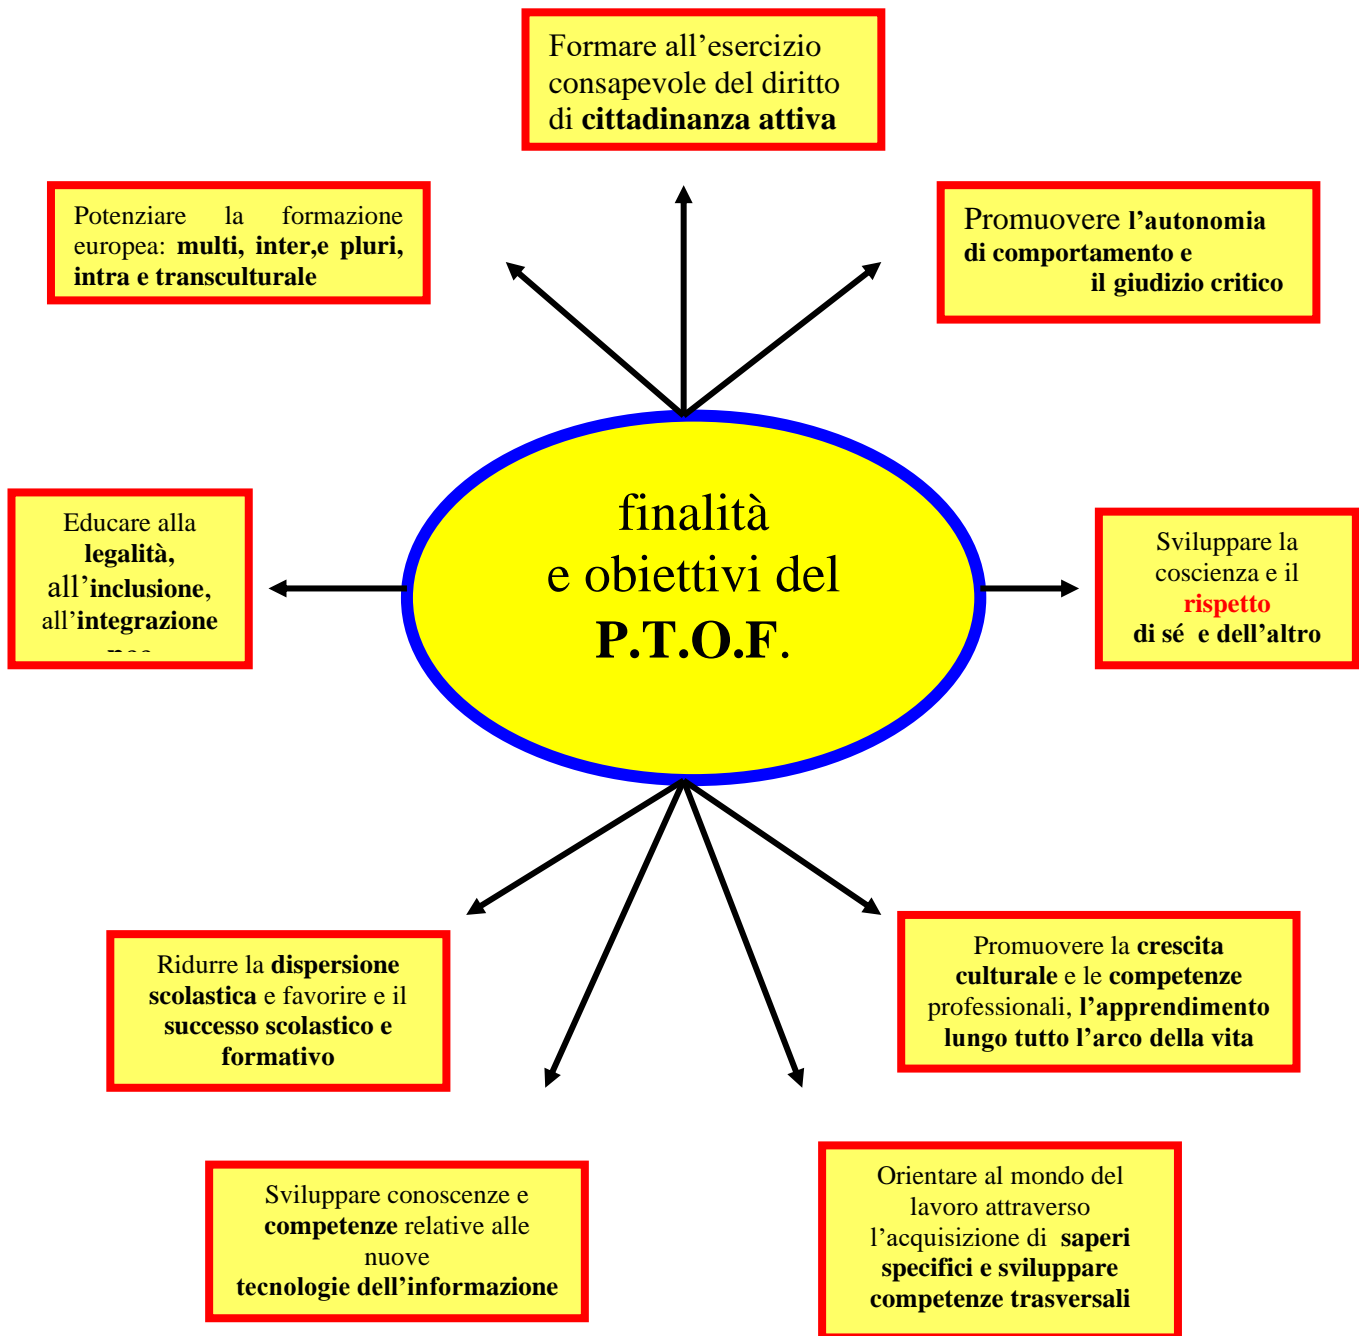 Formare all’esercizio
consapevole del diritto
di cittadinanza attiva
Potenziare la formazione
europea: multi, inter,e pluri,
intra e transculturale
Promuovere l’autonomia
di comportamento e
il giudizio critico
finalità
e obiettivi del
P.T.O.F.
Educare alla
legalità,
all’inclusione,
all’integrazione
Sviluppare la
coscienza e il
rispetto
di sé e dell’altro
Ridurre la dispersione
scolastica e favorire e il
successo scolastico e
formativo
Promuovere la crescita
culturale e le competenze
professionali, l’apprendimento
lungo tutto l’arco della vita
Sviluppare conoscenze e
competenze relative alle
nuove
tecnologie dell’informazione
Orientare al mondo del
lavoro attraverso
l’acquisizione di saperi
specifici e sviluppare
competenze trasversali